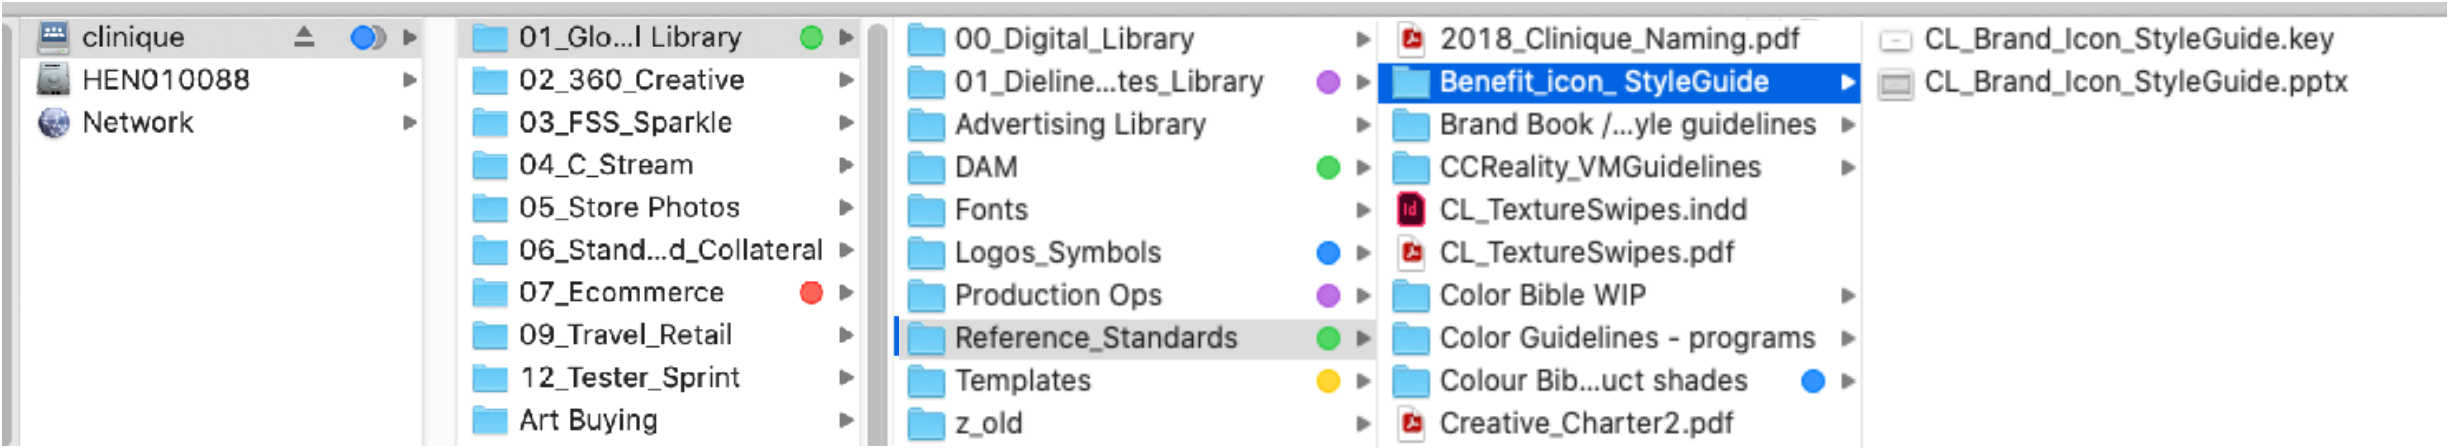 clinique
HEN010088
Network
01_Glo...l Library
02_360_Creative
03_FSS_Sparkle
04_C_Stream
05_Store Photos
06_Stand...d_Collateral
07_Ecommerce
09_Travel_Retail
12_Tester_Sprint
Art Buying
00_Digital_Library
01_Dieline...tes_Library
Advertising Library
DAM
Fonts
Logos_Symbols
Production Ops
Reference_Standards
Templates
z_old
2018_Clinique_Naming.pdf
Benefit_icon_ StyleGuide
Brand Book /...yle guidelines
CCReality_VMGuidelines
Id CL_TextureSwipes.indd
CL_TextureSwipes.pdf
Color Bible WIP
Color Guidelines - programs
Colour Bib...uct shades
Creative_Charter2.pdf
CL_Brand_Icon_StyleGuide.key
CL_Brand_Icon_StyleGuide.pptx